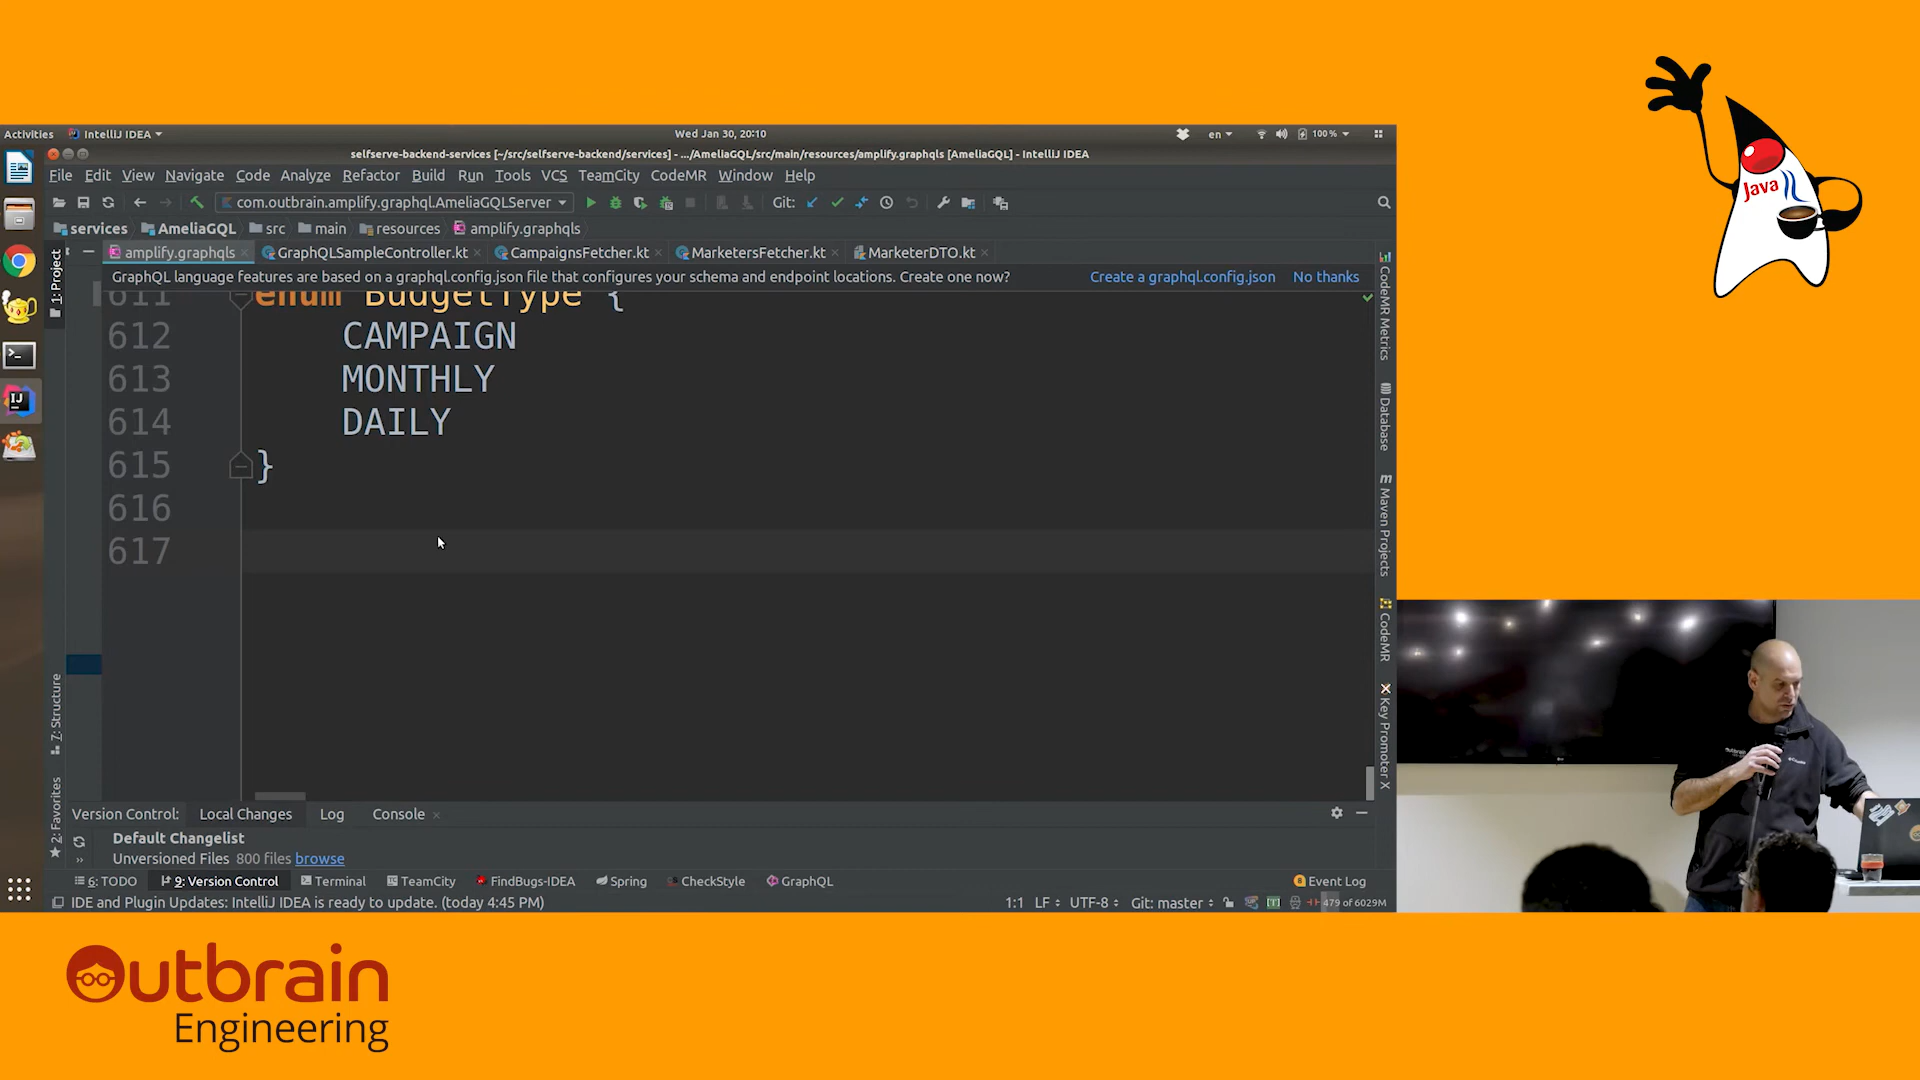 Activities
IntelliJ IDEA
Wed Jan 30, 20:10
en
100 %
selfserve-backend-services [~/src/selfserve-backend/services] - .../AmeliaGQL/src/main/resources/amplify.graphqls [AmeliaGQL] - IntelliJ IDEA
File Edit View Navigate Code Analyze Refactor Build Run Tools VCS TeamCity CodeMR Window Help
com.outbrain.amplify.graphql.AmeliaGQLServer
Git:
services AmeliaGQL src main resources amplify.graphqls
amplify.graphqls GraphQLSampleController.kt CampaignsFetcher.kt MarketersFetcher.kt MarketerDTO.kt
GraphQL language features are based on a graphql.config.json file that configures your schema and endpoint locations. Create one now?
Create a graphql.config.json
No thanks
611 enum BudgetType {
612 CAMPAIGN
613 MONTHLY
614 DAILY
615 }
616
617
1: Project
7: Structure
2: Favorites
CodeMR Metrics
Database
Maven Projects
CodeMR
Key Promoter X
Version Control: Local Changes Log Console
Default Changelist
Unversioned Files 800 files browse
6: TODO 9: Version Control Terminal TeamCity FindBugs-IDEA Spring CheckStyle GraphQL Event Log
IDE and Plugin Updates: IntelliJ IDEA is ready to update. (today 4:45 PM)
1:1 LF UTF-8 Git: master 479 of 6029M
Java
Outbrain
Engineering